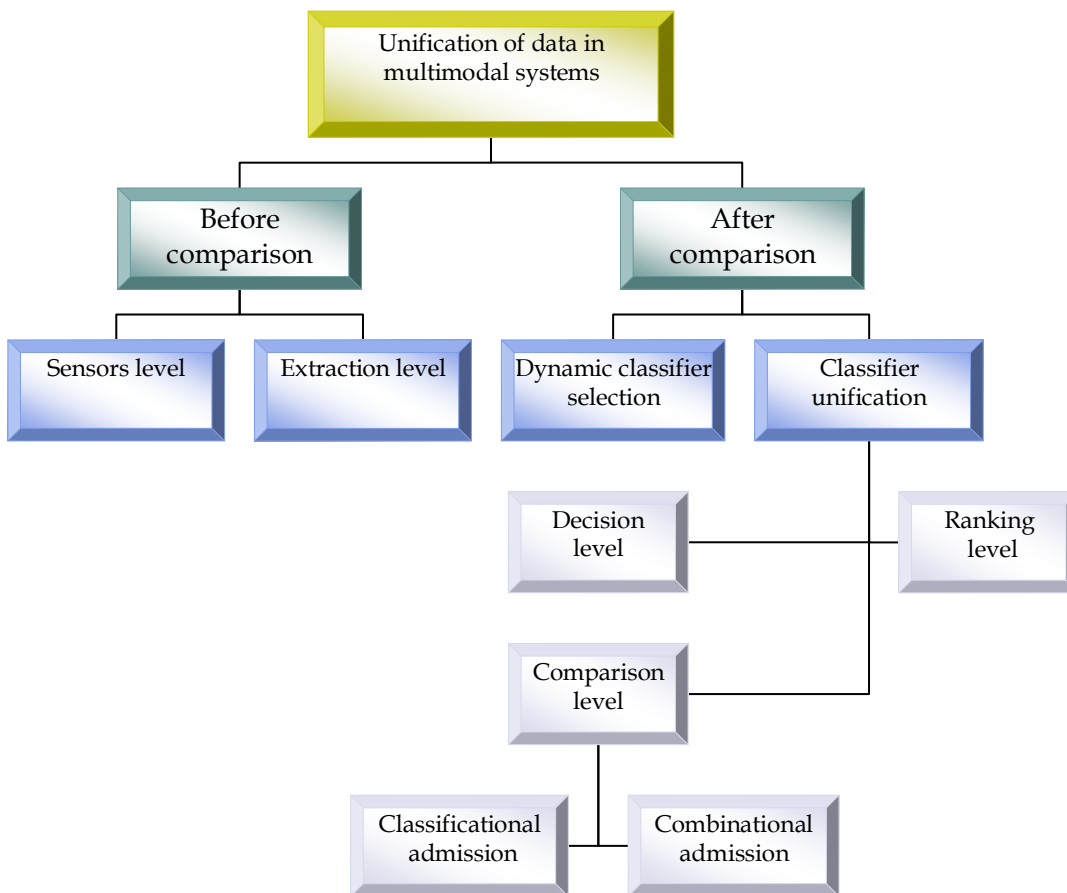 Unification of data in
multimodal systems
Before
comparison
After
comparison
Sensors level
Extraction level
Dynamic classifier
selection
Classifier
unification
Decision
level
Ranking
level
Comparison
level
Classificational
admission
Combinational
admission